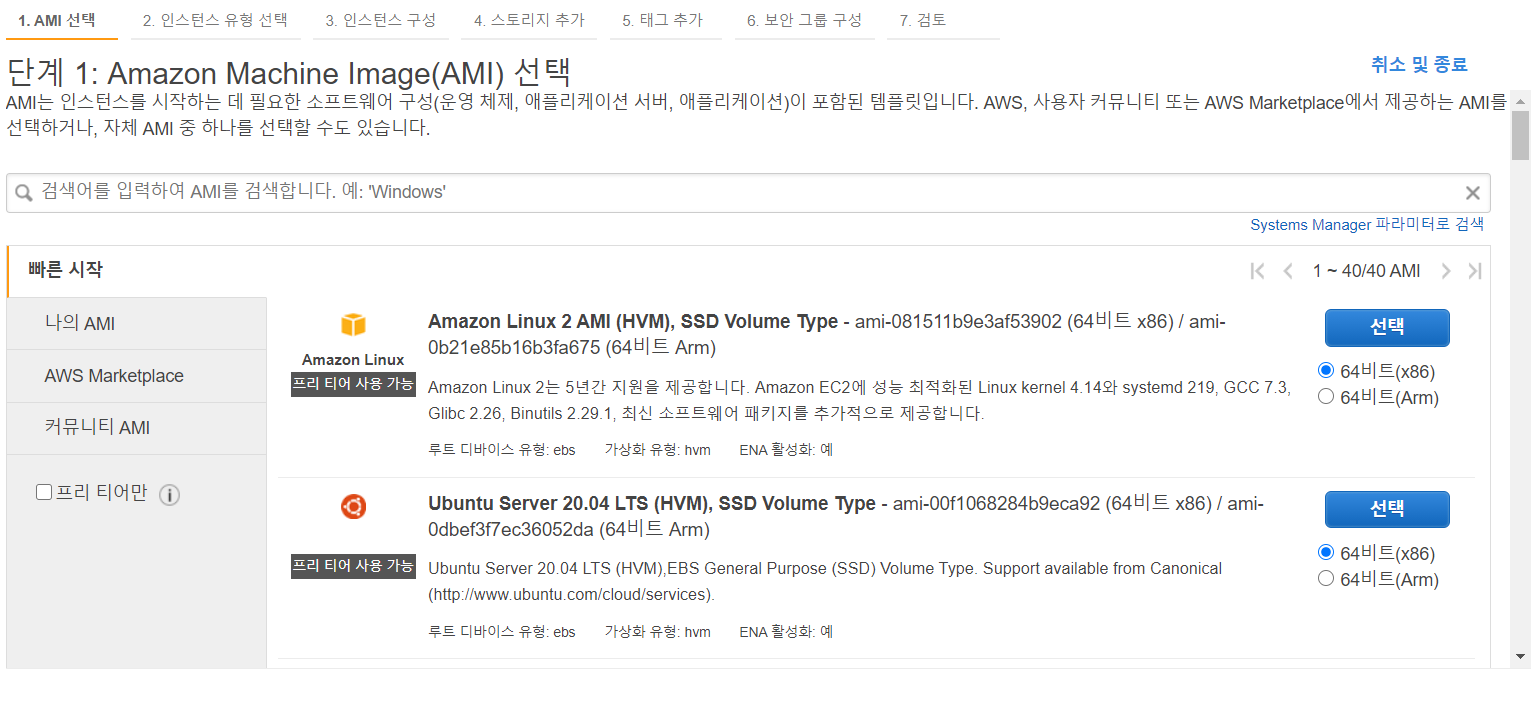 1. AMI 선택 2. 인스턴스 유형 선택 3. 인스턴스 구성 4. 스토리지 추가 5. 태그 추가 6. 보안 그룹 구성 7. 검토
단계 1: Amazon Machine Image(AMI) 선택
취소 및 종료
AMI는 인스턴스를 시작하는 데 필요한 소프트웨어 구성(운영 체제, 애플리케이션 서버, 애플리케이션)이 포함된 템플릿입니다. AWS, 사용자 커뮤니티 또는 AWS Marketplace에서 제공하는 AMI를
선택하거나, 자체 AMI 중 하나를 선택할 수도 있습니다.
검색어를 입력하여 AMI를 검색합니다. 예: 'Windows'
Systems Manager 파라미터로 검색
빠른 시작
1 ~ 40/40 AMI
나의 AMI
AWS Marketplace
커뮤니티 AMI
프리 티어만
Amazon Linux
프리 티어 사용 가능
Amazon Linux 2 AMI (HVM), SSD Volume Type - ami-081511b9e3af53902 (64비트 x86) / ami-
0b21e85b16b3fa675 (64비트 Arm)
Amazon Linux 2는 5년간 지원을 제공합니다. Amazon EC2에 성능 최적화된 Linux kernel 4.14와 systemd 219, GCC 7.3,
Glibc 2.26, Binutils 2.29.1, 최신 소프트웨어 패키지를 추가적으로 제공합니다.
루트 디바이스 유형: ebs 가상화 유형: hvm ENA 활성화: 예
선택
64비트(x86)
64비트(Arm)
프리 티어 사용 가능
Ubuntu Server 20.04 LTS (HVM), SSD Volume Type - ami-00f1068284b9eca92 (64비트 x86) / ami-
0dbef3f7ec36052da (64비트 Arm)
Ubuntu Server 20.04 LTS (HVM),EBS General Purpose (SSD) Volume Type. Support available from Canonical
(http://www.ubuntu.com/cloud/services).
루트 디바이스 유형: ebs 가상화 유형: hvm ENA 활성화: 예
선택
64비트(x86)
64비트(Arm)